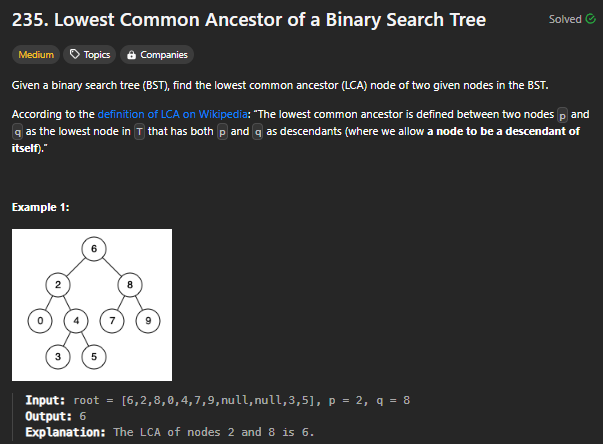 235. Lowest Common Ancestor of a Binary Search Tree
Solved
Medium
Topics
Companies
Given a binary search tree (BST), find the lowest common ancestor (LCA) node of two given nodes in the BST.
According to the definition of LCA on Wikipedia: “The lowest common ancestor is defined between two nodes p and
q as the lowest node in T that has both p and q as descendants (where we allow a node to be a descendant of
itself).”
Example 1:
6
2 8
0 4 7 9
3 5
Input: root = [6,2,8,0,4,7,9,null,null,3,5], p = 2, q = 8
Output: 6
Explanation: The LCA of nodes 2 and 8 is 6.